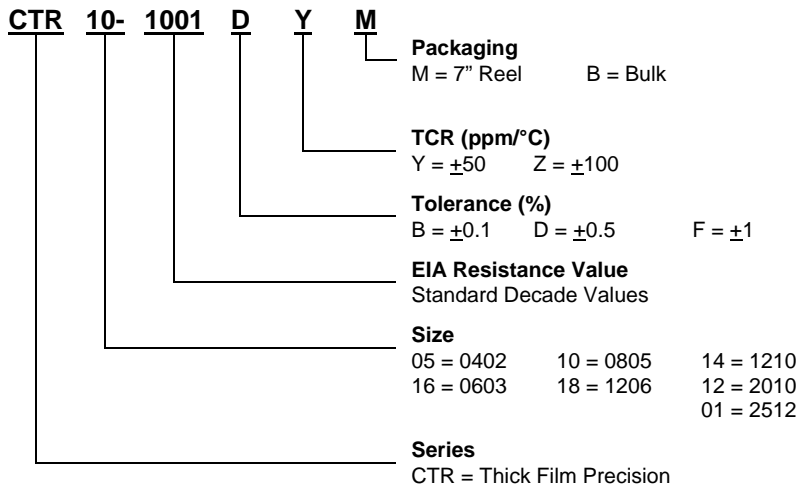 CTR 10- 1001 D Y M
Packaging
M = 7" Reel B = Bulk
TCR (ppm/°C)
Y = ±50 Z = ±100
Tolerance (%)
B = ±0.1 D = ±0.5 F = ±1
EIA Resistance Value
Standard Decade Values
Size
05 = 0402 10 = 0805 14 = 1210
16 = 0603 18 = 1206 12 = 2010
01 = 2512
Series
CTR = Thick Film Precision